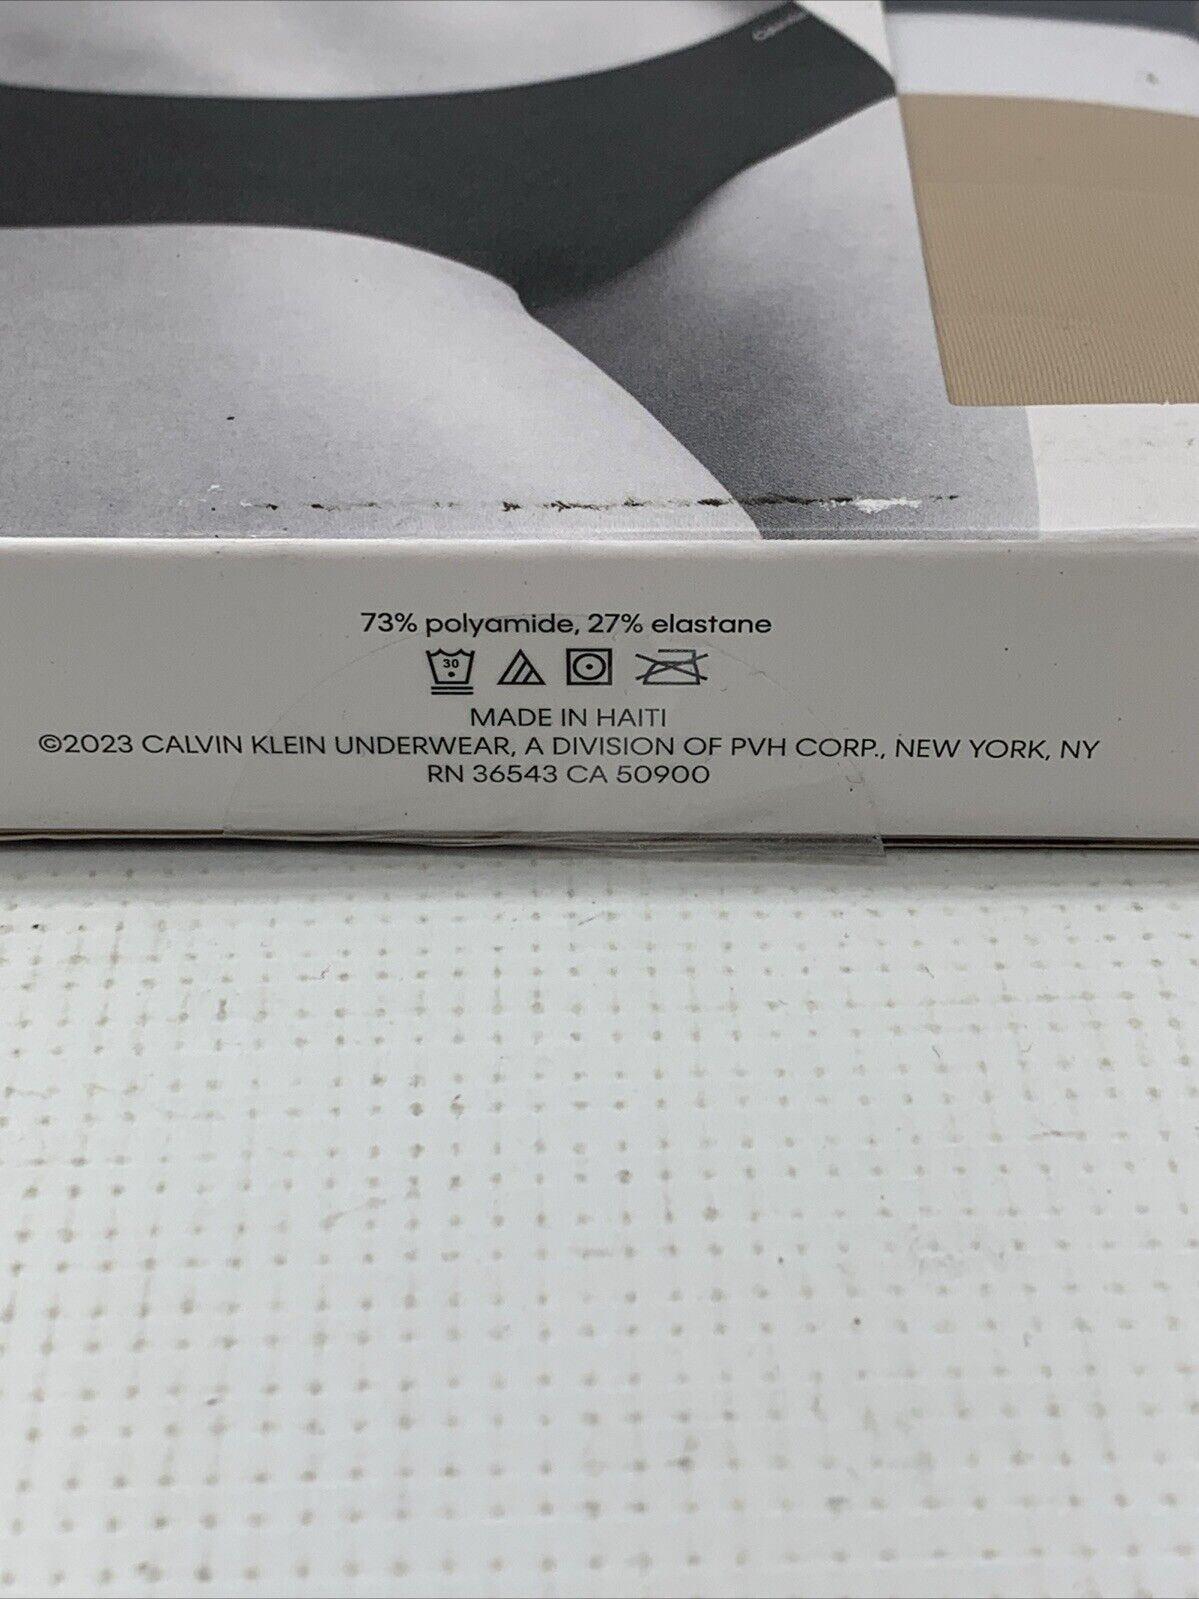 73% polyamide, 27% elastane
30
MADE IN HAITI
©2023 CALVIN KLEIN UNDERWEAR, A DIVISION OF PVH CORP., NEW YORK, NY
RN 36543 CA 50900